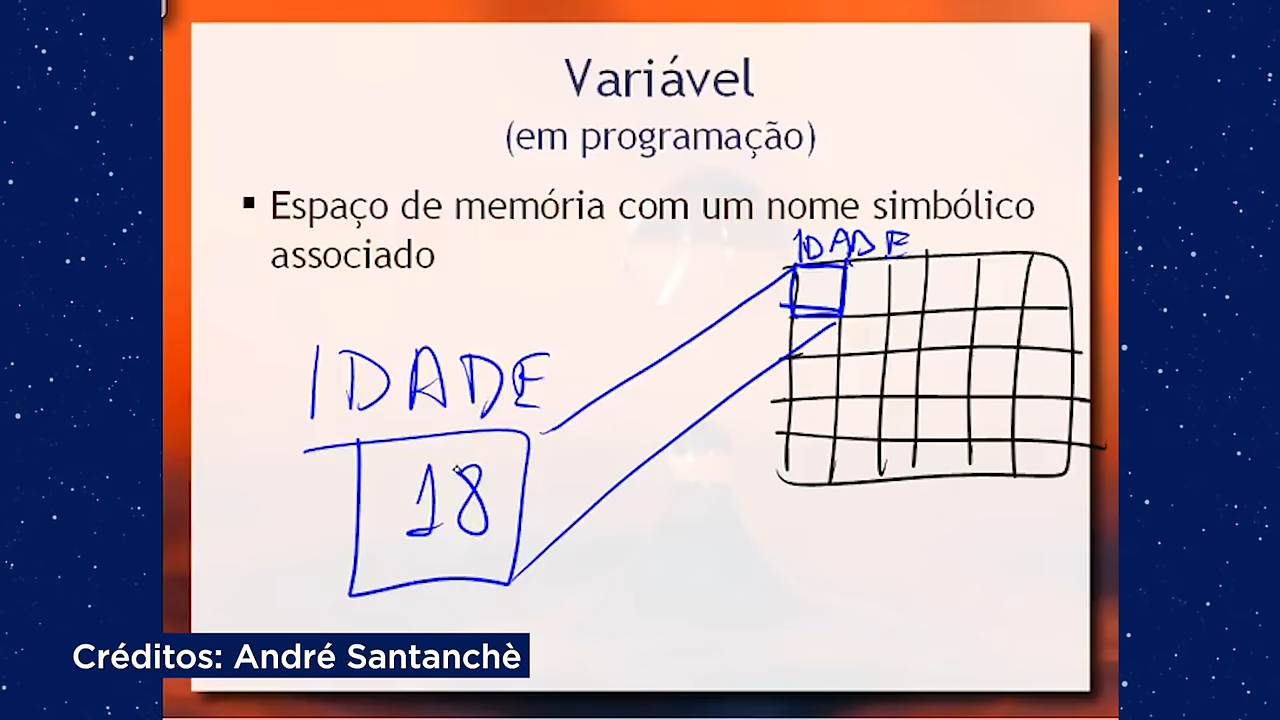 Variável
(em programação)
▪ Espaço de memória com um nome simbólico
associado
IDADE
IDADE
18
Créditos: André Santanchè